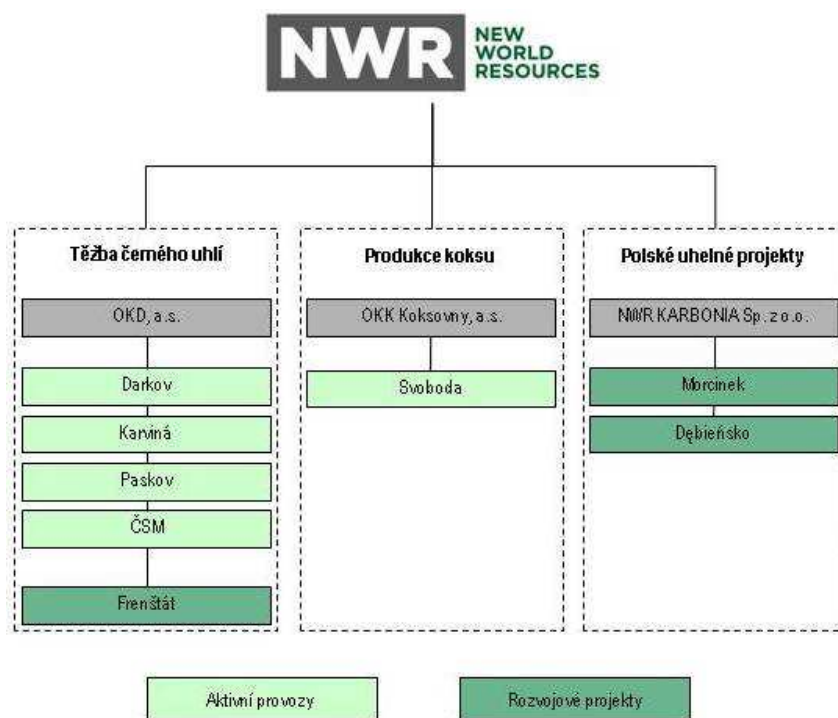 NWR
NEW
WORLD
RESOURCES
Těžba černého uhlí
OKD, a.s.
Darkov
Karviná
Paskov
ČSM
Frenštát
Produkce koksu
OKK Koksovny, a.s.
Svoboda
Polské uhelné projekty
NWR KARBONIA Sp. z o.o.
Morcinek
Dębieńsko
Aktivní provozy
Rozvojové projekty